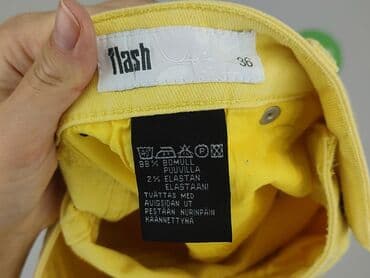 flash
36
98% BOMULL
PUUVILLA
2% ELASTAN
ELASTAANI
TVÄTTAS MED
AVIGSIDAN UT
PESTÄÄN NURINPÄIN
KÄÄNNETTYNÄ